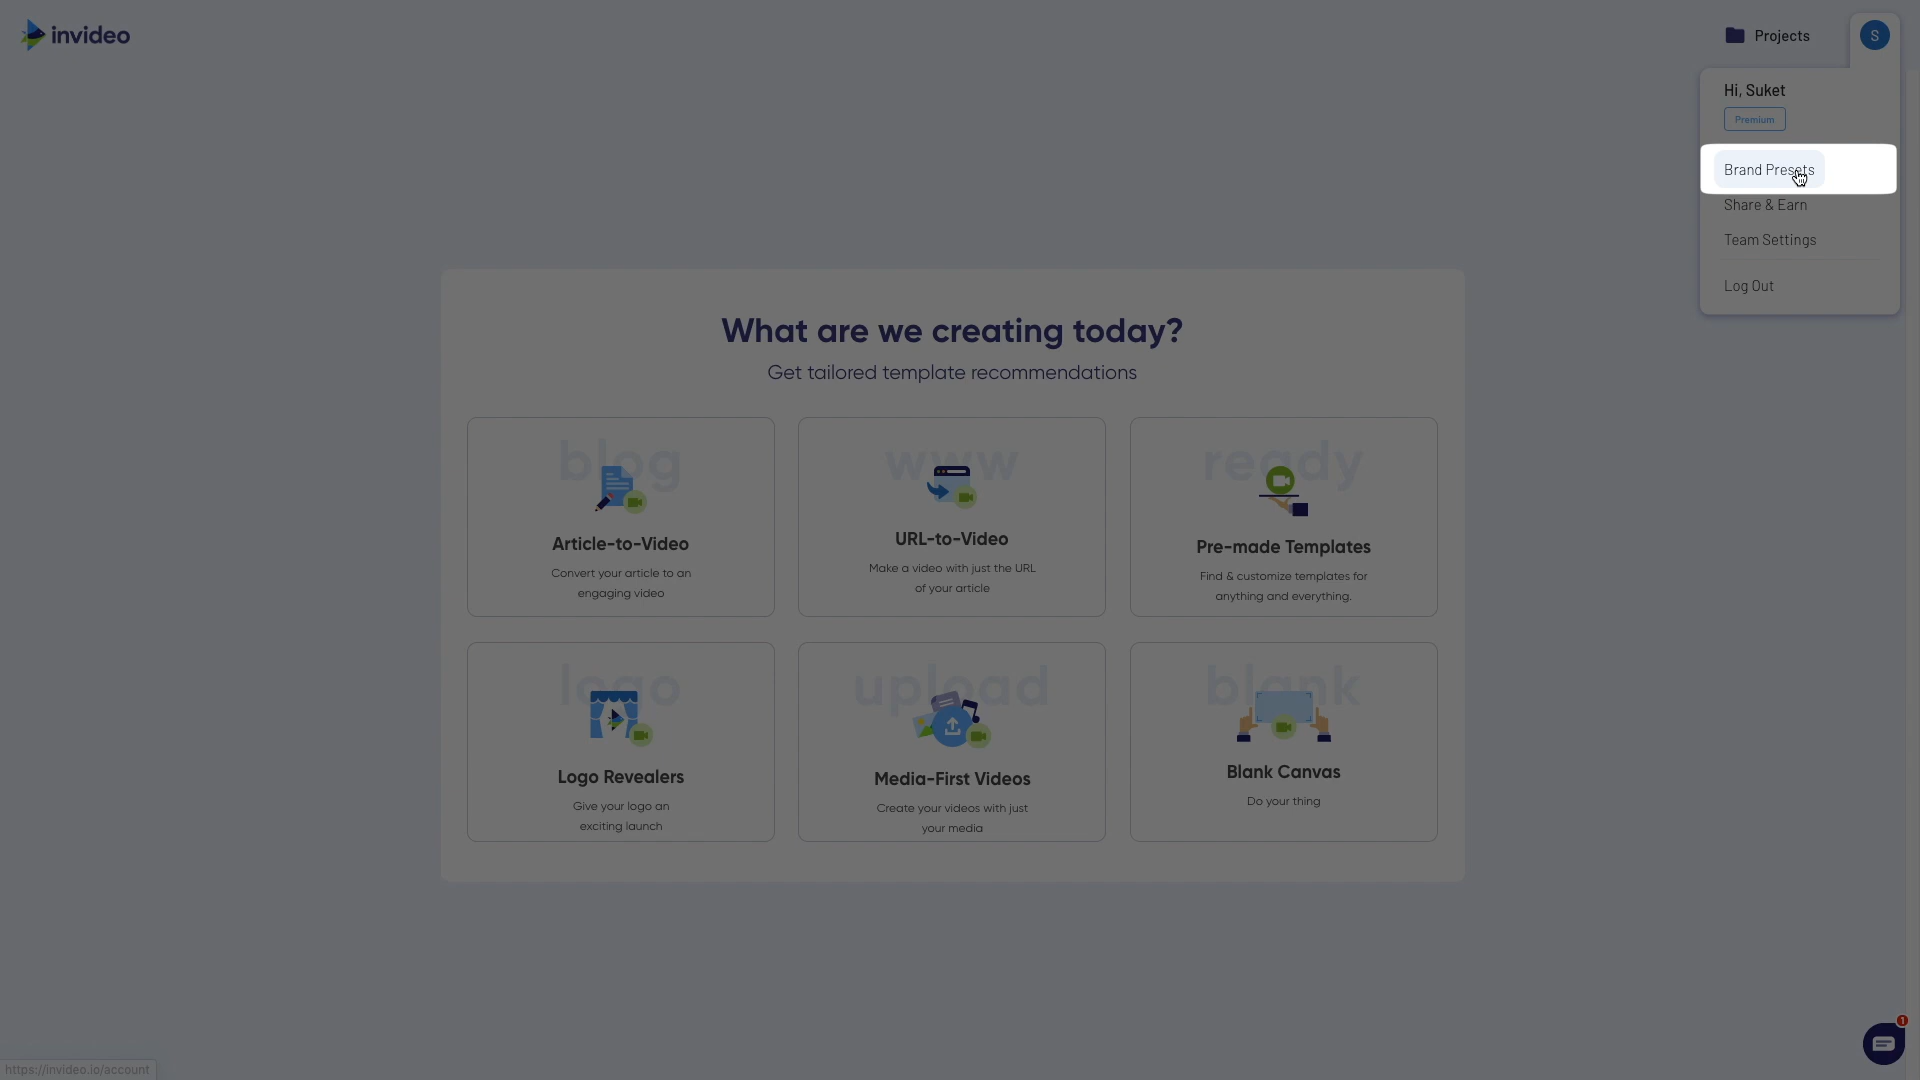 invideo
Projects
S
Hi, Suket
Premium
Brand Presets
Share & Earn
Team Settings
Log Out
What are we creating today?
Get tailored template recommendations
blog
Article-to-Video
Convert your article to an
engaging video
www
URL-to-Video
Make a video with just the URL
of your article
ready
Pre-made Templates
Find & customize templates for
anything and everything.
logo
Logo Revealers
Give your logo an
exciting launch
upload
Media-First Videos
Create your videos with just
your media
blank
Blank Canvas
Do your thing
1
https://invideo.io/account